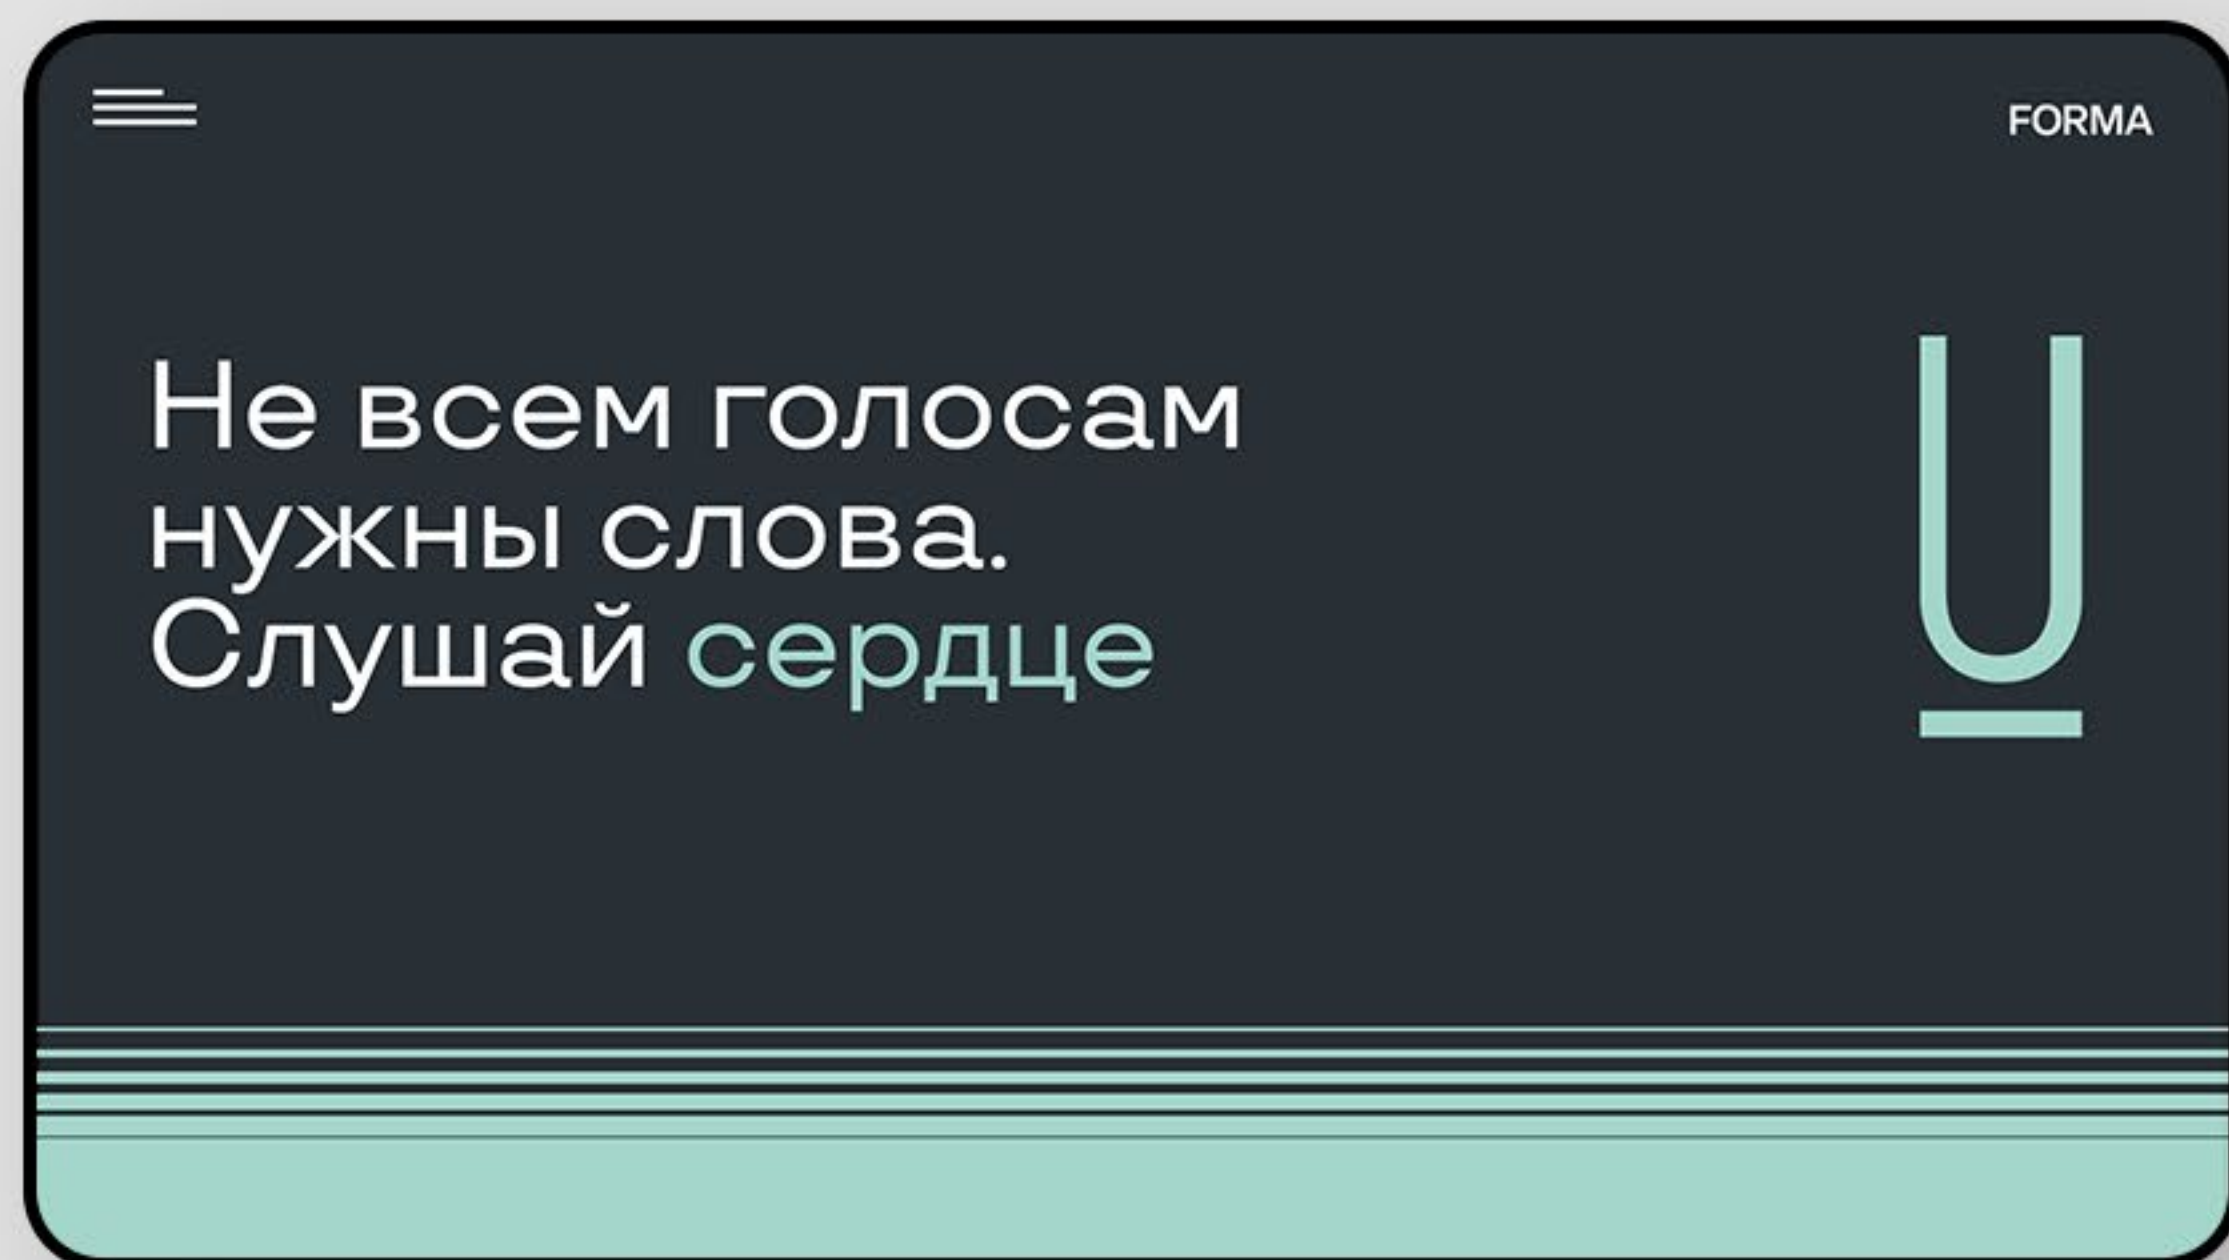 FORMA
Не всем голосам
нужны слова.
Слушай сердце
U